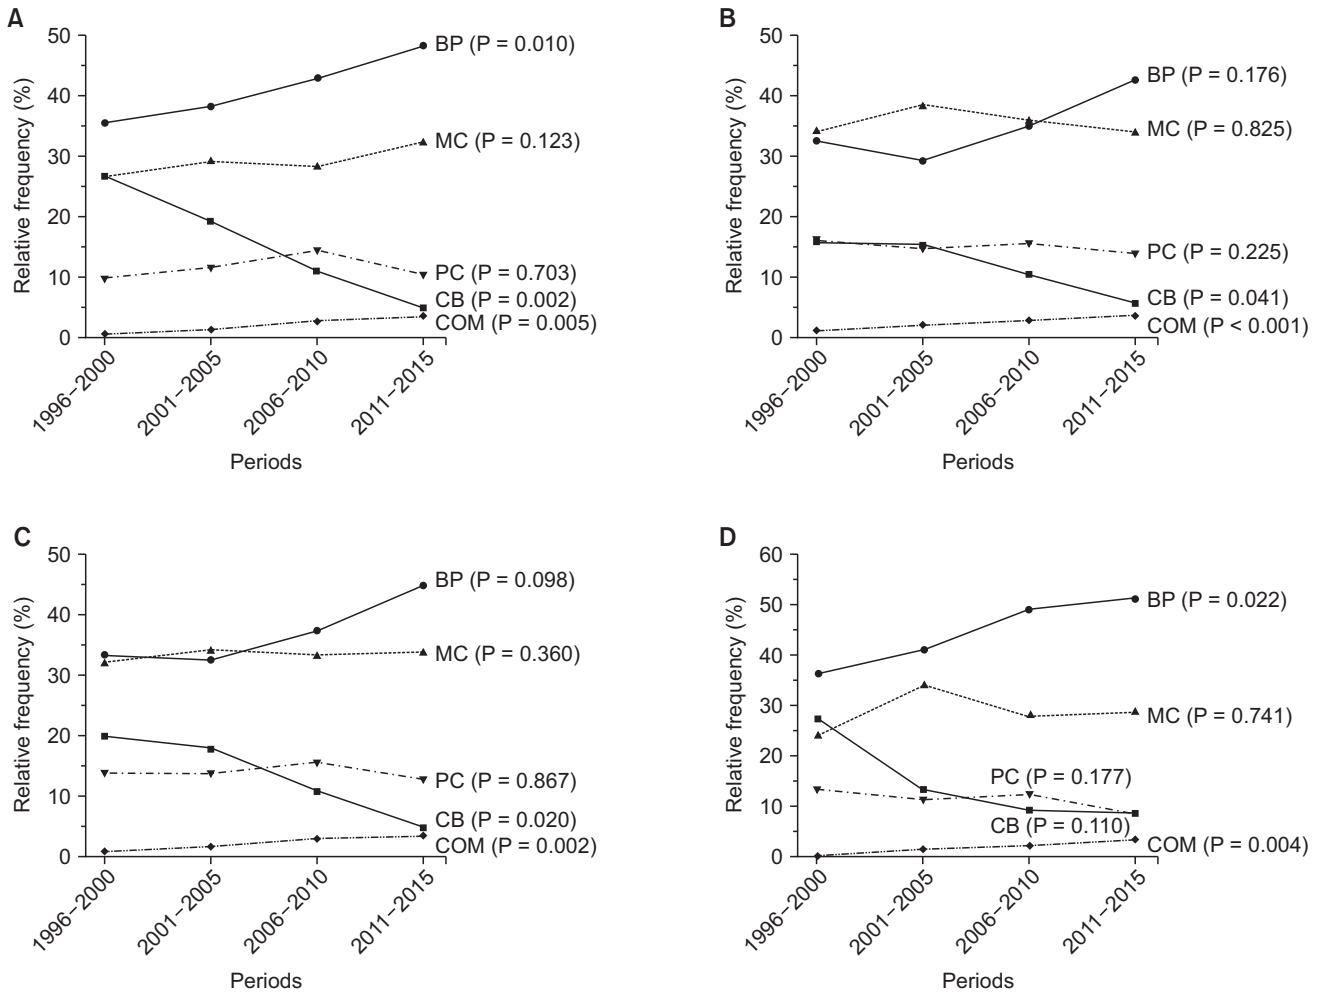 A
50
40
30
20
10
0
Relative frequency (%)
BP (P = 0.010)
MC (P = 0.123)
PC (P = 0.703)
CB (P = 0.002)
COM (P = 0.005)
1996–2000
2001–2005
2006–2010
2011–2015
Periods
B
50
40
30
20
10
0
Relative frequency (%)
BP (P = 0.176)
MC (P = 0.825)
PC (P = 0.225)
CB (P = 0.041)
COM (P < 0.001)
1996–2000
2001–2005
2006–2010
2011–2015
Periods
C
50
40
30
20
10
0
Relative frequency (%)
BP (P = 0.098)
MC (P = 0.360)
PC (P = 0.867)
CB (P = 0.020)
COM (P = 0.002)
1996–2000
2001–2005
2006–2010
2011–2015
Periods
D
60
50
40
30
20
10
0
Relative frequency (%)
BP (P = 0.022)
MC (P = 0.741)
PC (P = 0.177)
CB (P = 0.110)
COM (P = 0.004)
1996–2000
2001–2005
2006–2010
2011–2015
Periods